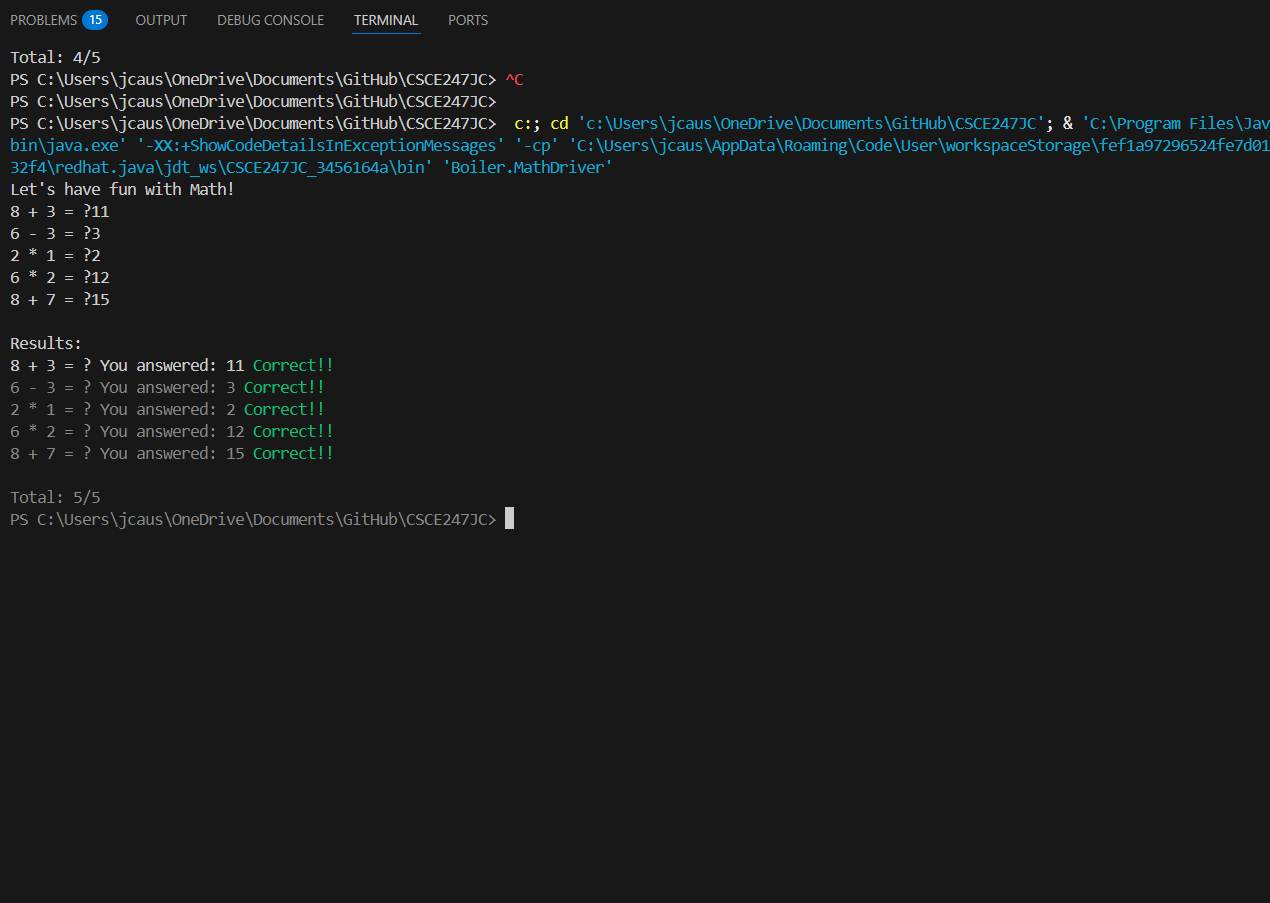 PROBLEMS 15 OUTPUT DEBUG CONSOLE TERMINAL PORTS
Total: 4/5
PS C:\Users\jcaus\OneDrive\Documents\GitHub\CSCE247JC> ^C
PS C:\Users\jcaus\OneDrive\Documents\GitHub\CSCE247JC>
PS C:\Users\jcaus\OneDrive\Documents\GitHub\CSCE247JC>  c:; cd 'c:\Users\jcaus\OneDrive\Documents\GitHub\CSCE247JC'; & 'C:\Program Files\Jav
bin\java.exe' '-XX:+ShowCodeDetailsInExceptionMessages' '-cp' 'C:\Users\jcaus\AppData\Roaming\Code\User\workspaceStorage\fef1a97296524fe7d01
32f4\redhat.java\jdt_ws\CSCE247JC_3456164a\bin' 'Boiler.MathDriver'
Let's have fun with Math!
8 + 3 = ?11
6 - 3 = ?3
2 * 1 = ?2
6 * 2 = ?12
8 + 7 = ?15
Results:
8 + 3 = ? You answered: 11 Correct!!
6 - 3 = ? You answered: 3 Correct!!
2 * 1 = ? You answered: 2 Correct!!
6 * 2 = ? You answered: 12 Correct!!
8 + 7 = ? You answered: 15 Correct!!
Total: 5/5
PS C:\Users\jcaus\OneDrive\Documents\GitHub\CSCE247JC>